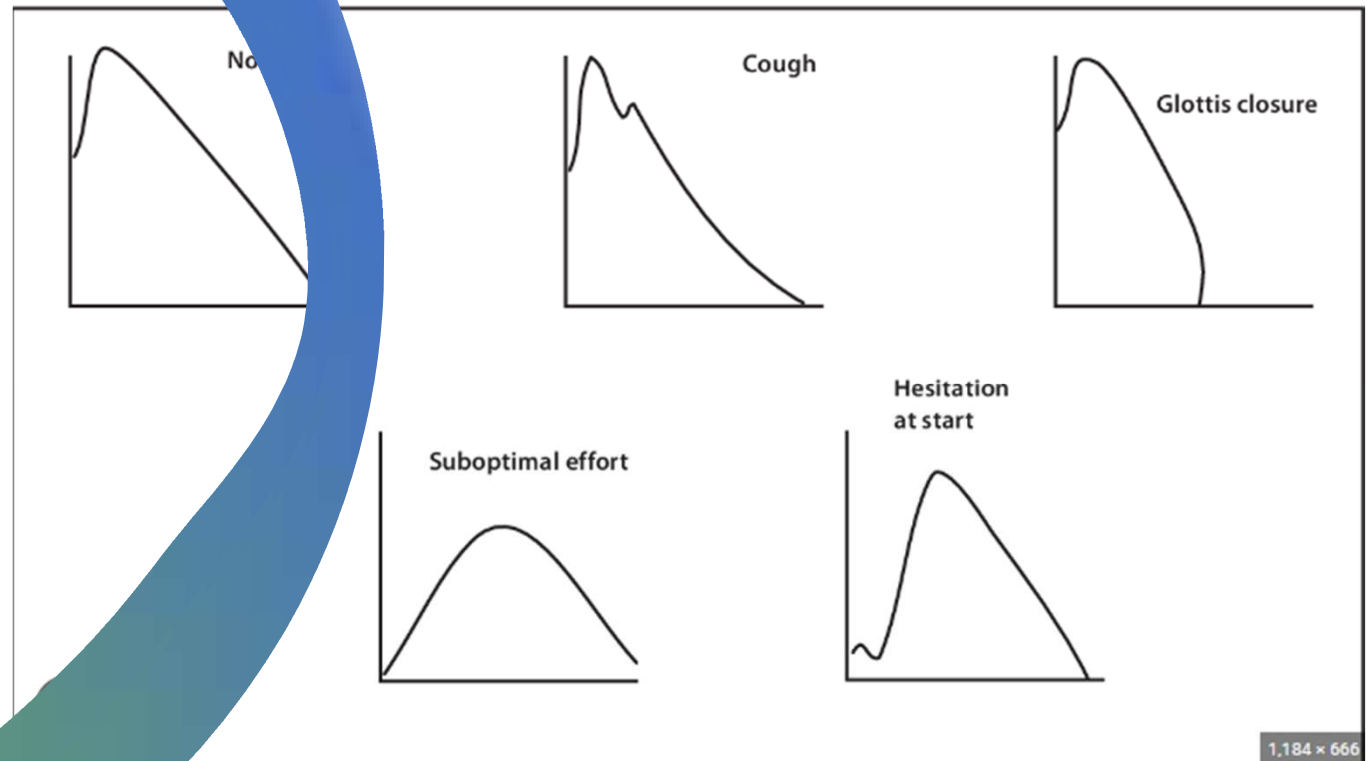 Cough
Glottis closure
Hesitation
at start
Suboptimal effort
1,184 × 666